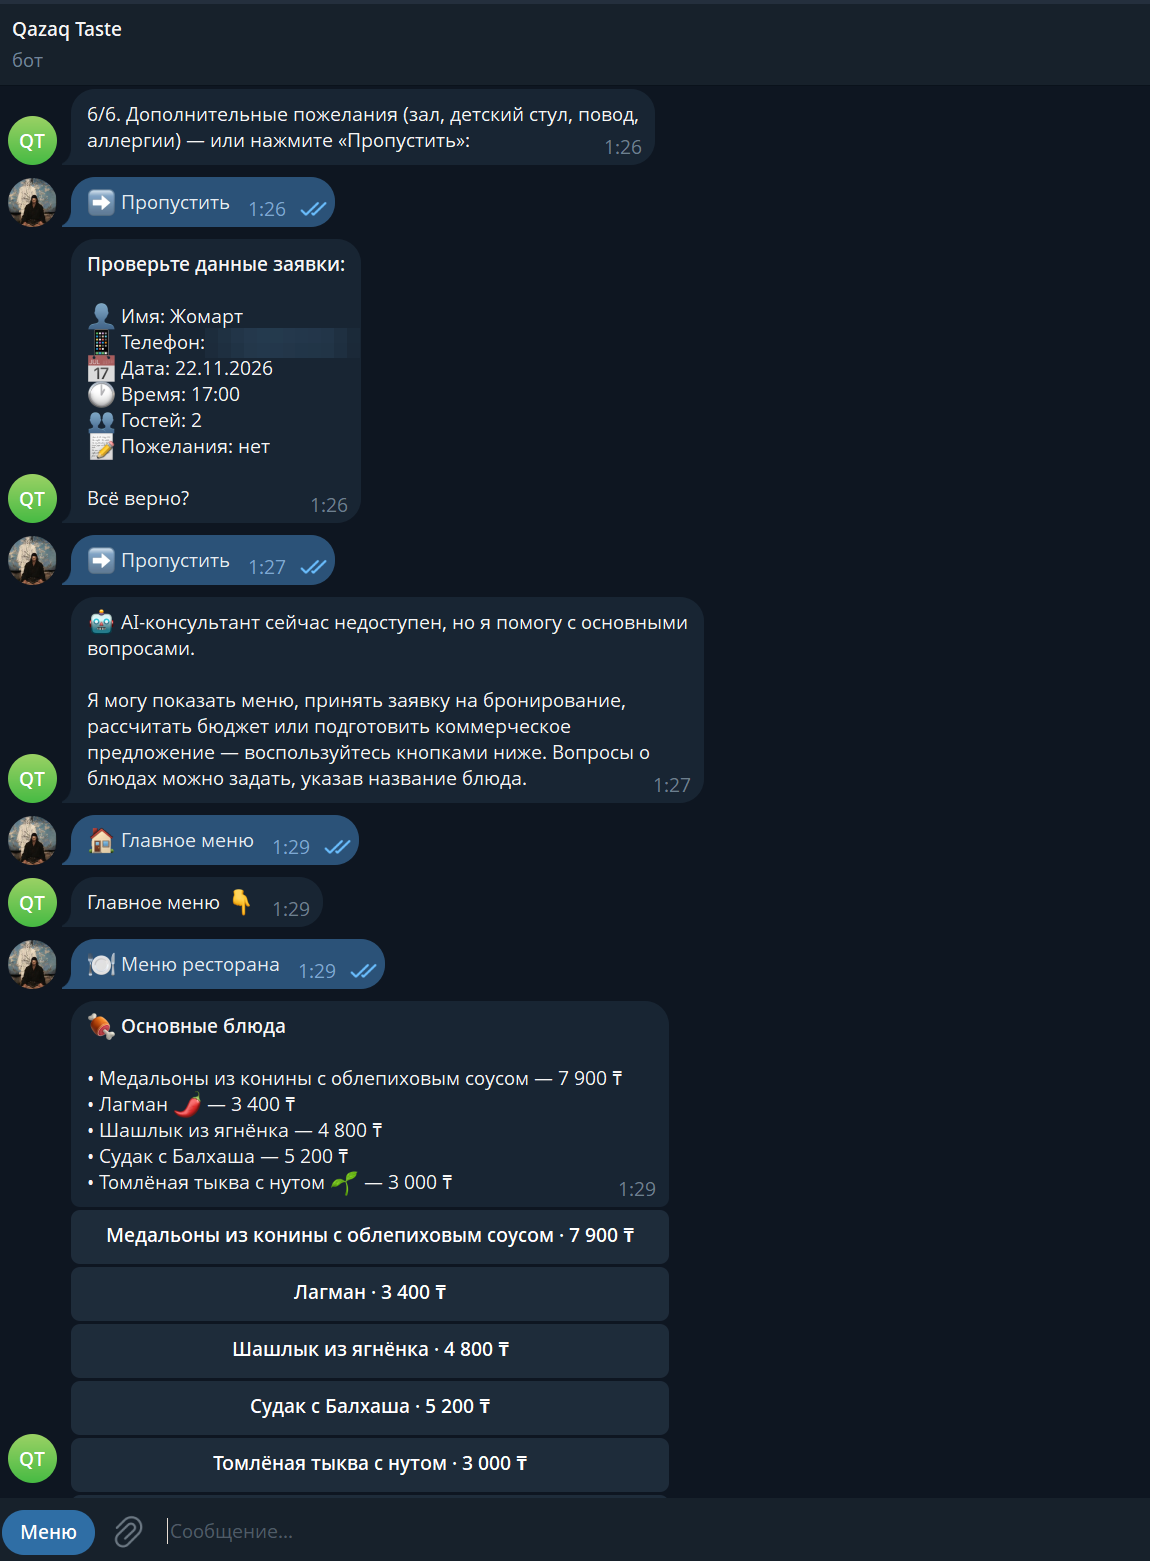 Qazaq Taste
бот
6/6. Дополнительные пожелания (зал, детский стул, повод,
аллергии) — или нажмите «Пропустить»:
1:26
QT
➡️ Пропустить 1:26
Проверьте данные заявки:
👤 Имя: Жомарт
📱 Телефон:
📅 Дата: 22.11.2026
🕐 Время: 17:00
👥 Гостей: 2
📝 Пожелания: нет
Всё верно?
1:26
QT
➡️ Пропустить 1:27
🤖 AI-консультант сейчас недоступен, но я помогу с основными
вопросами.
Я могу показать меню, принять заявку на бронирование,
рассчитать бюджет или подготовить коммерческое
предложение — воспользуйтесь кнопками ниже. Вопросы о
блюдах можно задать, указав название блюда.
1:27
QT
🏠 Главное меню 1:29
QT
Главное меню 👇 1:29
🍽️ Меню ресторана 1:29
🍖 Основные блюда
• Медальоны из конины с облепиховым соусом — 7 900 ₸
• Лагман 🌶️ — 3 400 ₸
• Шашлык из ягнёнка — 4 800 ₸
• Судак с Балхаша — 5 200 ₸
• Томлёная тыква с нутом 🌱 — 3 000 ₸
1:29
Медальоны из конины с облепиховым соусом · 7 900 ₸
Лагман · 3 400 ₸
Шашлык из ягнёнка · 4 800 ₸
Судак с Балхаша · 5 200 ₸
Томлёная тыква с нутом · 3 000 ₸
QT
Меню
Сообщение...